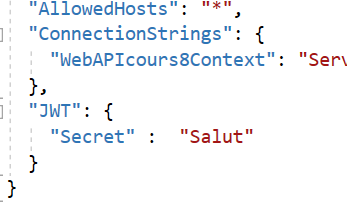 "AllowedHosts": "*",
"ConnectionStrings": {
"WebAPIcours8Context": "Serv
},
"JWT": {
"Secret" : "Salut"
}
}